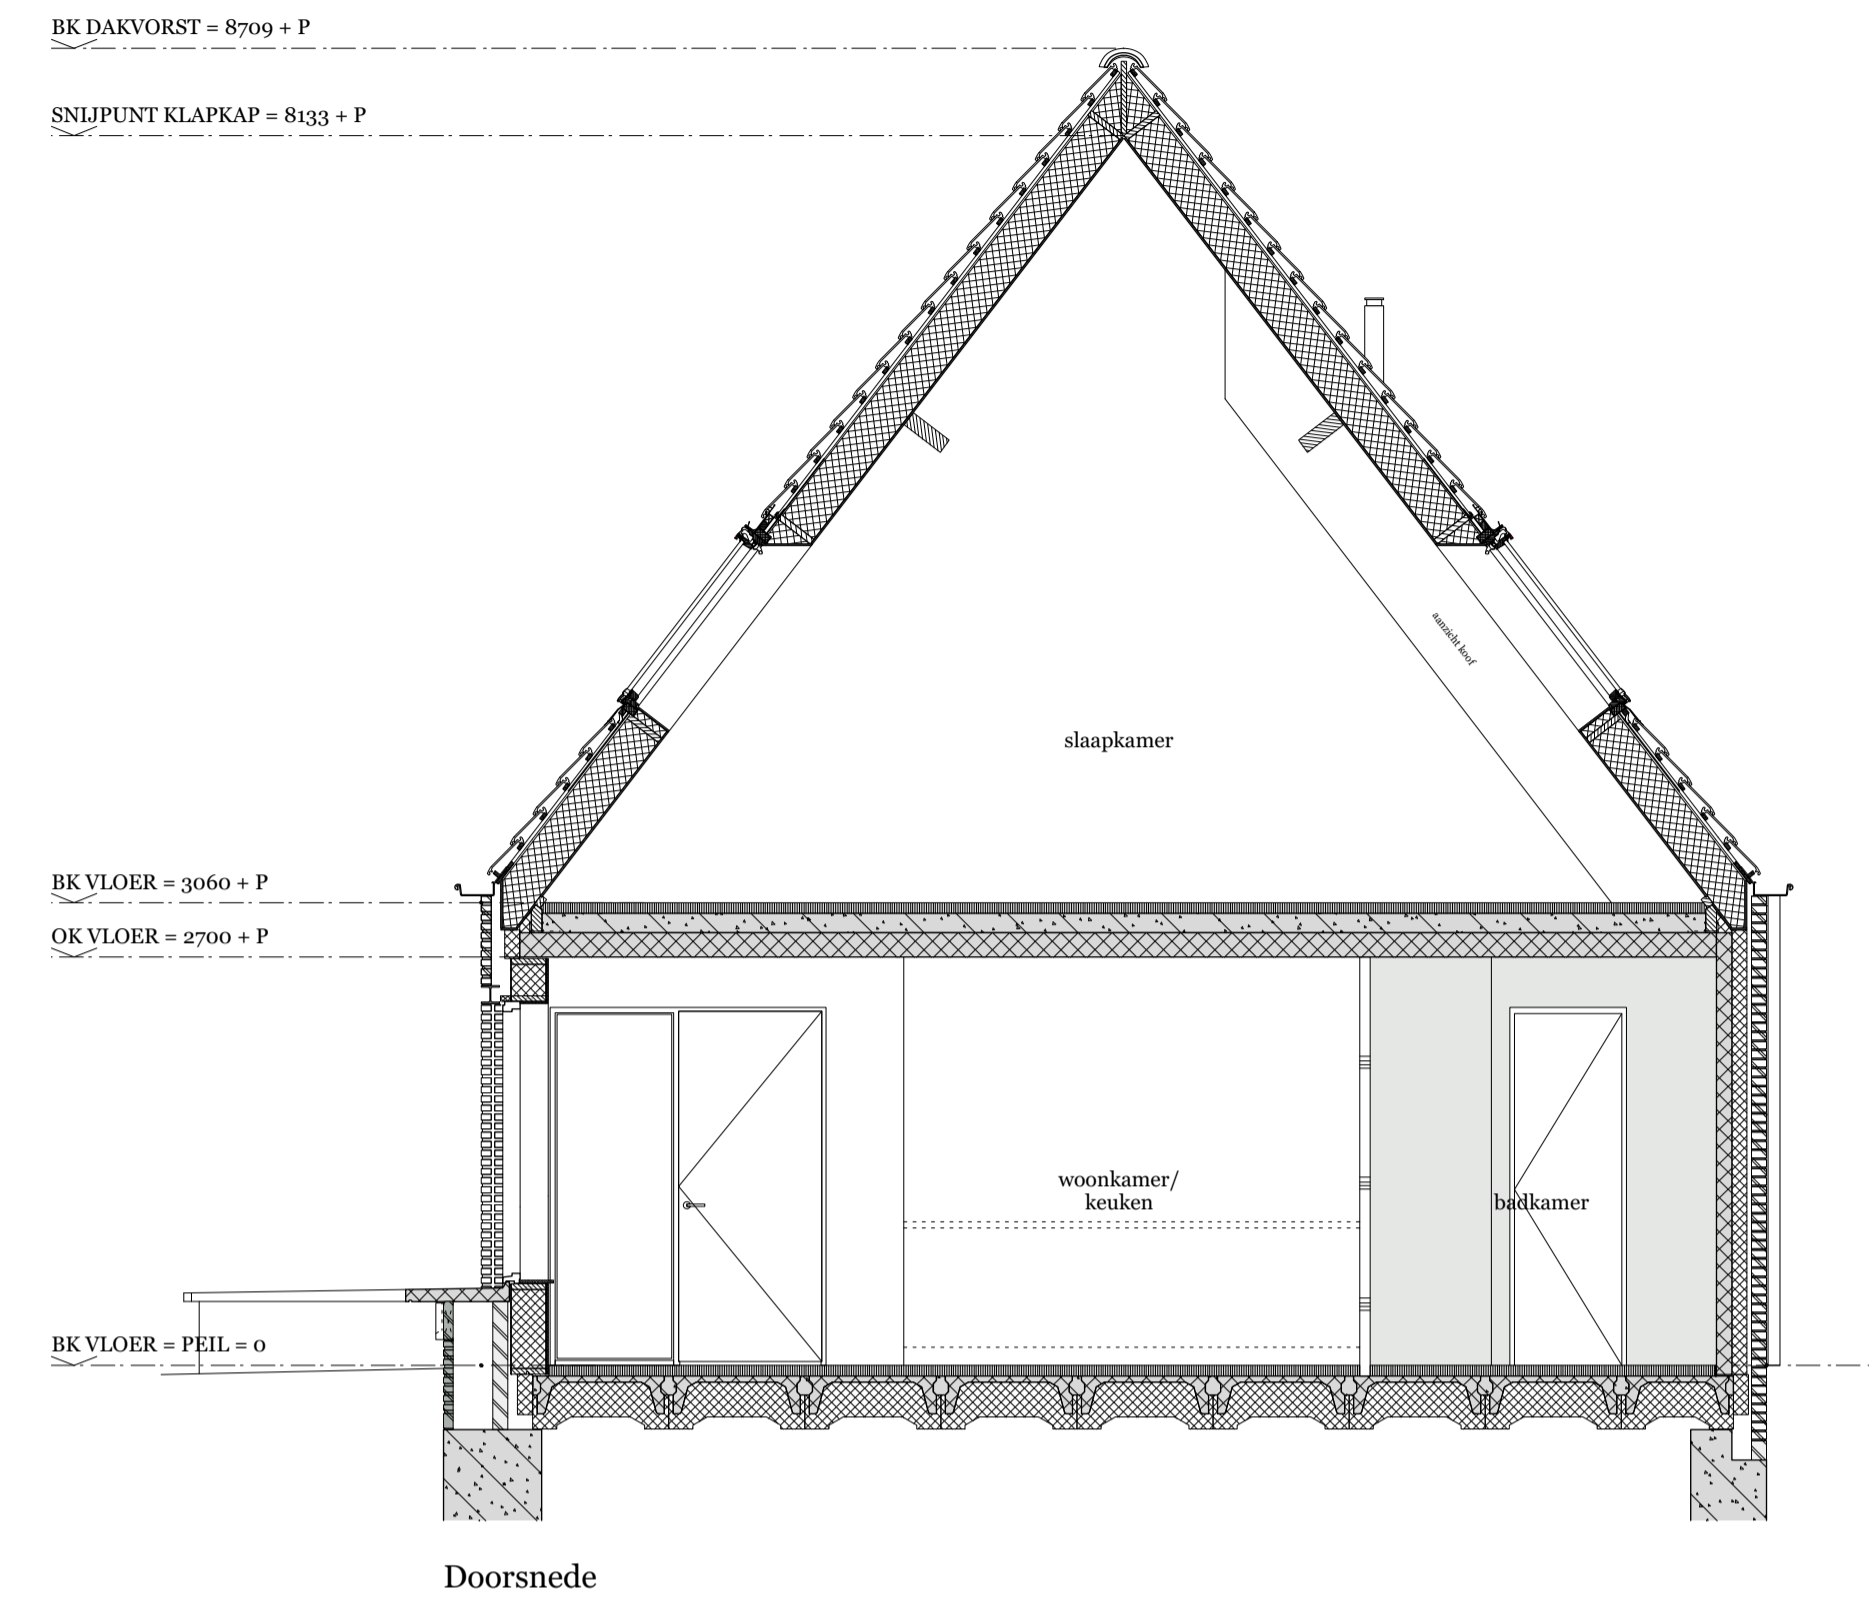 BK DAKVORST = 8709 + P
SNIJPUNT KLAPKAP = 8133 + P
aanzicht koof
slaapkamer
BK VLOER = 3060 + P
OK VLOER = 2700 + P
woonkamer/
keuken
badkamer
BK VLOER = PEIL = 0
Doorsnede